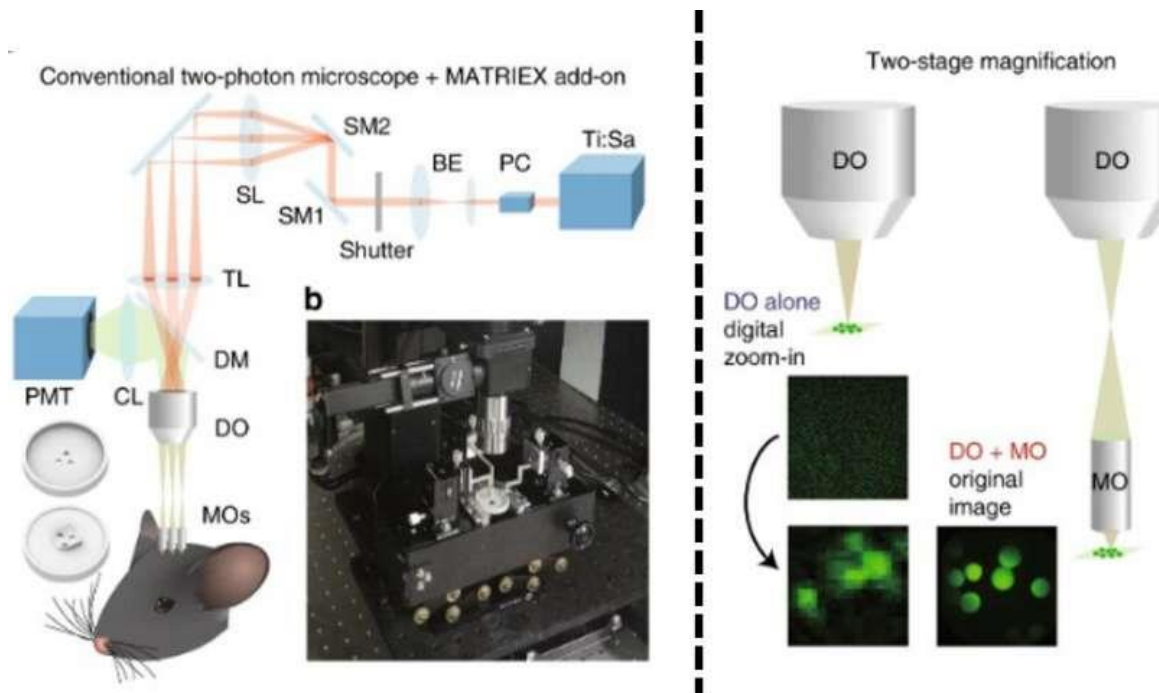 Conventional two-photon microscope + MATRIEX add-on
SM2
Ti:Sa
BE
PC
SL
SM1
Shutter
TL
b
DM
PMT
CL
DO
MOs
Two-stage magnification
DO
DO
DO alone
digital
zoom-in
DO + MO
original
image
MO